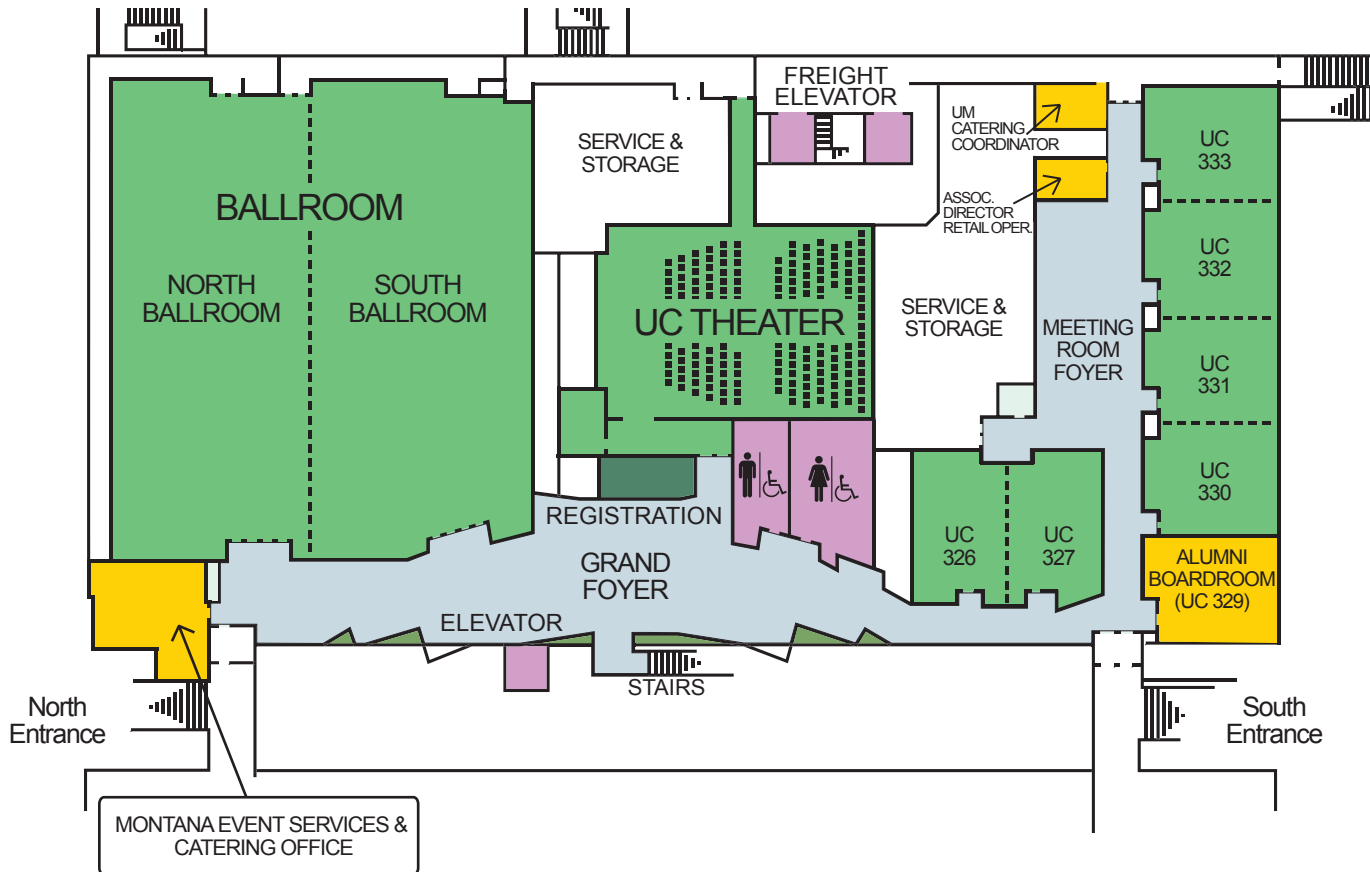 FREIGHT
ELEVATOR
UM
CATERING
COORDINATOR
SERVICE &
STORAGE
UC
333
BALLROOM
ASSOC.
DIRECTOR
RETAIL OPER.
NORTH
BALLROOM
SOUTH
BALLROOM
UC
332
UC THEATER
SERVICE &
STORAGE
MEETING
ROOM
FOYER
UC
331
UC
330
REGISTRATION
UC
326
UC
327
GRAND
FOYER
ALUMNI
BOARDROOM
(UC 329)
ELEVATOR
STAIRS
North
Entrance
South
Entrance
MONTANA EVENT SERVICES &
CATERING OFFICE